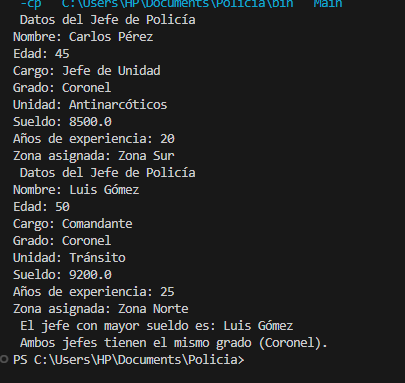 -cp "C:\Users\HP\Documents\Policia\bin" "Main"
Datos del Jefe de Policía
Nombre: Carlos Pérez
Edad: 45
Cargo: Jefe de Unidad
Grado: Coronel
Unidad: Antinarcóticos
Sueldo: 8500.0
Años de experiencia: 20
Zona asignada: Zona Sur
Datos del Jefe de Policía
Nombre: Luis Gómez
Edad: 50
Cargo: Comandante
Grado: Coronel
Unidad: Tránsito
Sueldo: 9200.0
Años de experiencia: 25
Zona asignada: Zona Norte
El jefe con mayor sueldo es: Luis Gómez
Ambos jefes tienen el mismo grado (Coronel).
PS C:\Users\HP\Documents\Policia>